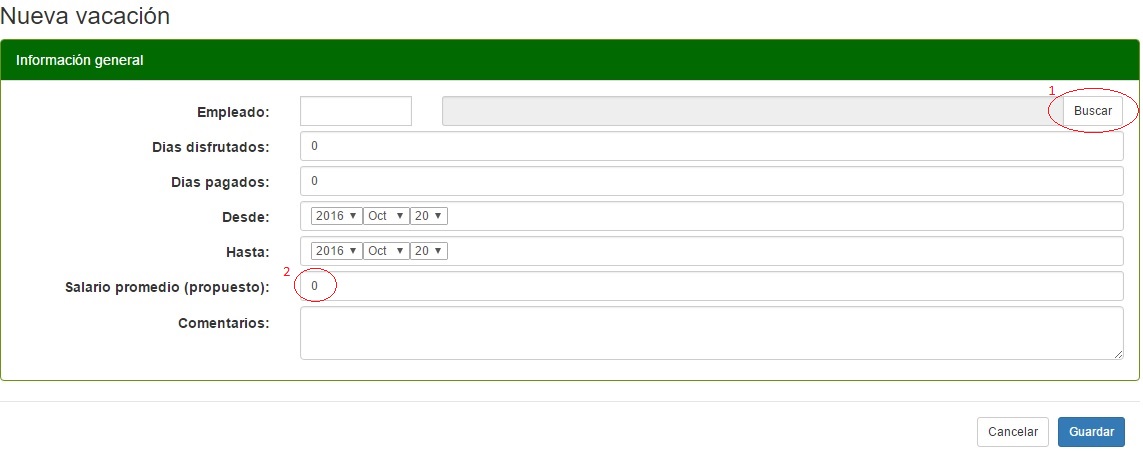 Nueva vacación
Información general
1
Empleado: Buscar
Dias disfrutados: 0
Dias pagados: 0
Desde: 2016 Oct 20
Hasta: 2016 Oct 20
2
Salario promedio (propuesto): 0
Comentarios:
Cancelar Guardar